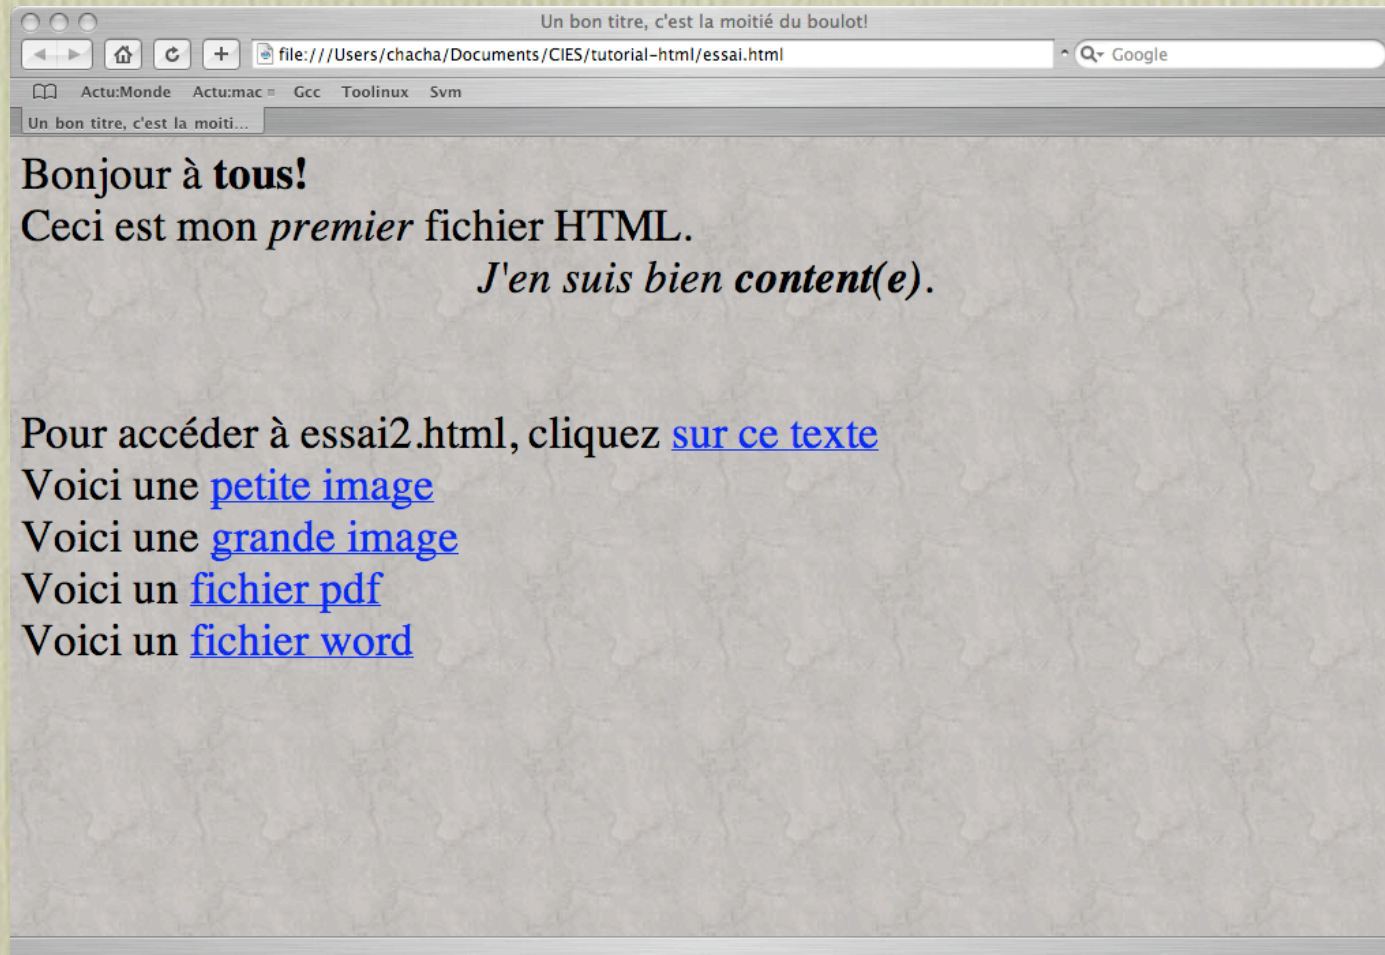 Un bon titre, c'est la moitié du boulot!
file:///Users/chacha/Documents/CIES/tutorial-html/essai.html
Google
Actu:Monde Actu:mac Gcc Toolinux Svm
Un bon titre, c'est la moiti...
Bonjour à tous!
Ceci est mon premier fichier HTML.
J'en suis bien content(e).
Pour accéder à essai2.html, cliquez sur ce texte
Voici une petite image
Voici une grande image
Voici un fichier pdf
Voici un fichier word